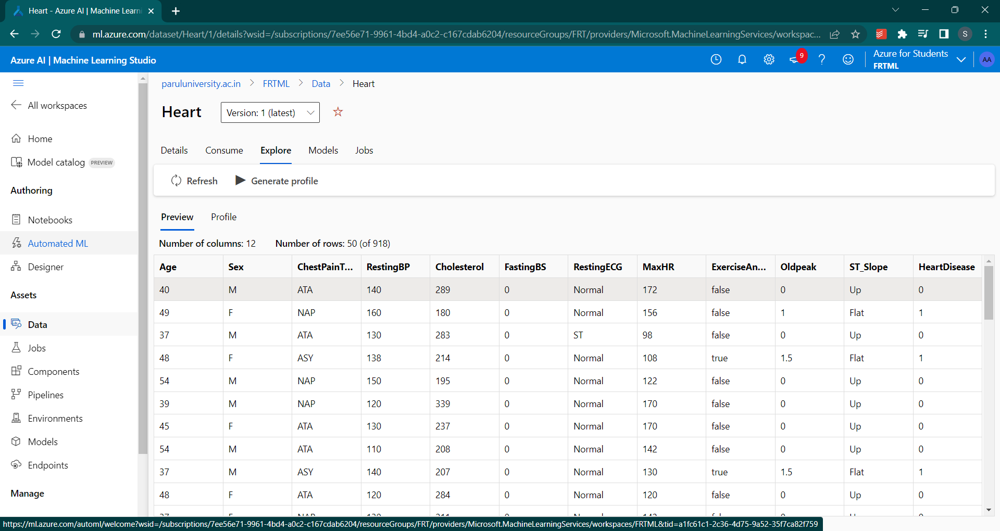 Heart - Azure AI | Machine Learni
ml.azure.com/dataset/Heart/1/details?wsid=/subscriptions/7ee56e71-9961-4bd4-a0c2-c167cdab6204/resourceGroups/FRT/providers/Microsoft.MachineLearningServices/workspac...
S
Azure AI | Machine Learning Studio
9
Azure for Students
FRTML
AA
All workspaces
Home
Model catalog PREVIEW
Authoring
Notebooks
Automated ML
Designer
Assets
Data
Jobs
Components
Pipelines
Environments
Models
Endpoints
Manage
paruluniversity.ac.in > FRTML > Data > Heart
Heart Version: 1 (latest)
Details Consume Explore Models Jobs
Refresh Generate profile
Preview Profile
Number of columns: 12 Number of rows: 50 (of 918)
Age Sex ChestPainT... RestingBP Cholesterol FastingBS RestingECG MaxHR ExerciseAn... Oldpeak ST_Slope HeartDisease
40 M ATA 140 289 0 Normal 172 false 0 Up 0
49 F NAP 160 180 0 Normal 156 false 1 Flat 1
37 M ATA 130 283 0 ST 98 false 0 Up 0
48 F ASY 138 214 0 Normal 108 true 1.5 Flat 1
54 M NAP 150 195 0 Normal 122 false 0 Up 0
39 M NAP 120 339 0 Normal 170 false 0 Up 0
45 F ATA 130 237 0 Normal 170 false 0 Up 0
54 M ATA 110 208 0 Normal 142 false 0 Up 0
37 M ASY 140 207 0 Normal 130 true 1.5 Flat 1
48 F ATA 120 284 0 Normal 120 false 0 Up 0
https://ml.azure.com/automl/welcome?wsid=/subscriptions/7ee56e71-9961-4bd4-a0c2-c167cdab6204/resourceGroups/FRT/providers/Microsoft.MachineLearningServices/workspaces/FRTML&tid=a1fc61c1-2c36-4d75-9a52-35f7ca82f759